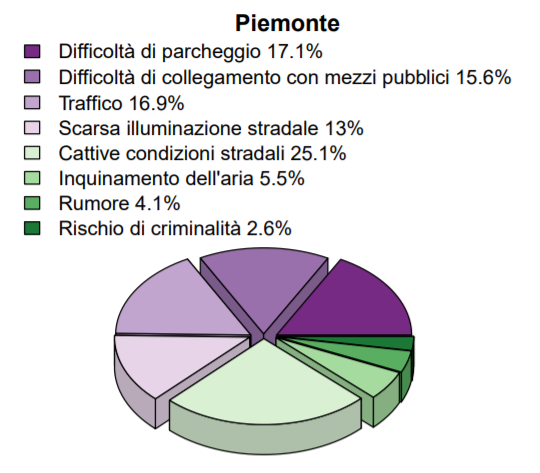 Piemonte
Difficoltà di parcheggio 17.1%
Difficoltà di collegamento con mezzi pubblici 15.6%
Traffico 16.9%
Scarsa illuminazione stradale 13%
Cattive condizioni stradali 25.1%
Inquinamento dell'aria 5.5%
Rumore 4.1%
Rischio di criminalità 2.6%